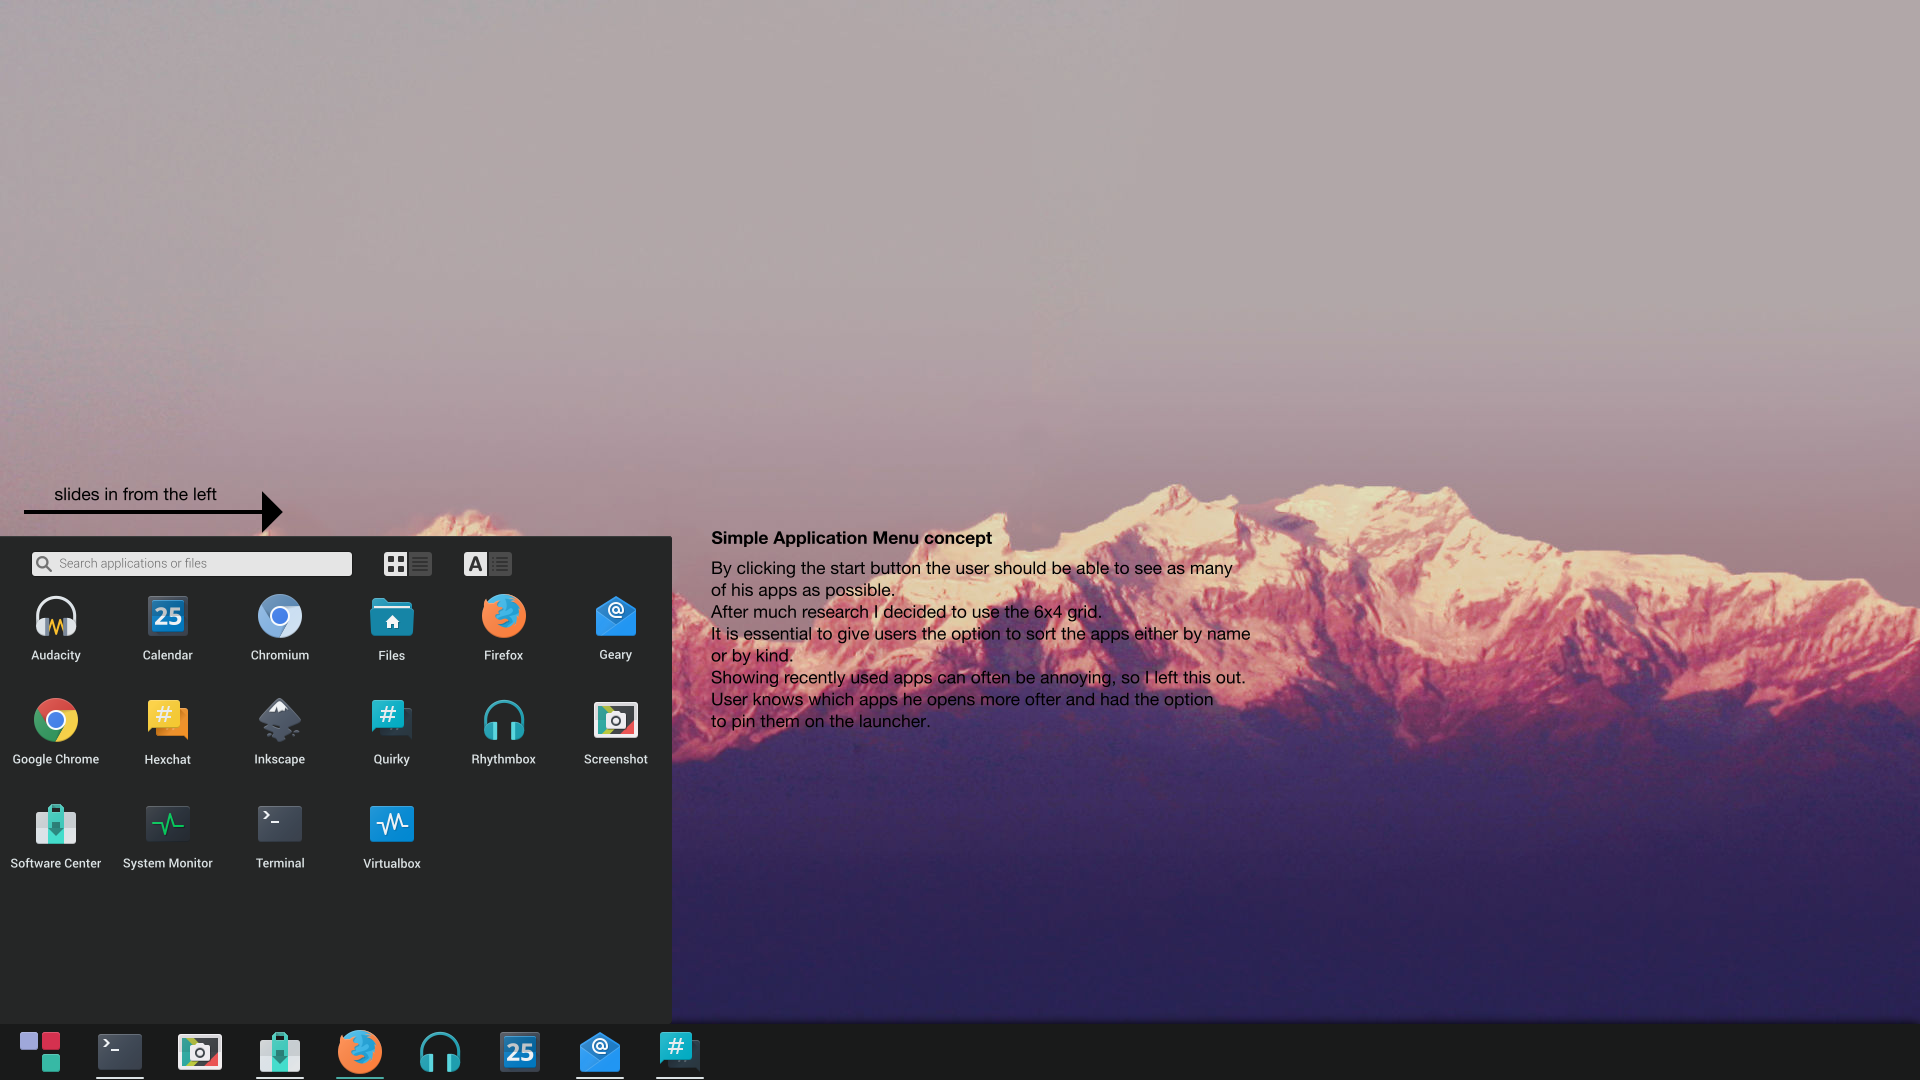 slides in from the left
Simple Application Menu concept
By clicking the start button the user should be able to see as many
of his apps as possible.
After much research I decided to use the 6x4 grid.
It is essential to give users the option to sort the apps either by name
or by kind.
Showing recently used apps can often be annoying, so I left this out.
User knows which apps he opens more ofter and had the option
to pin them on the launcher.
Search applications or files
A
25
@
Audacity
Calendar
Chromium
Files
Firefox
Geary
#
#
Google Chrome
Hexchat
Inkscape
Quirky
Rhythmbox
Screenshot
>_
Software Center
System Monitor
Terminal
Virtualbox
>_
25
@
#